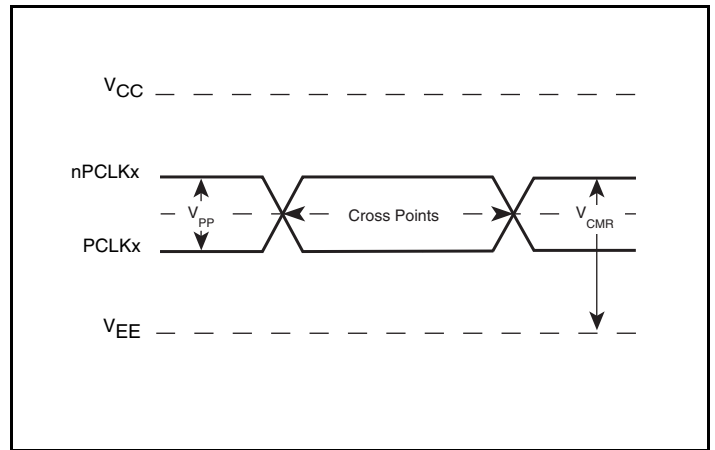 VCC
nPCLKx
VPP
Cross Points
VCMR
PCLKx
VEE